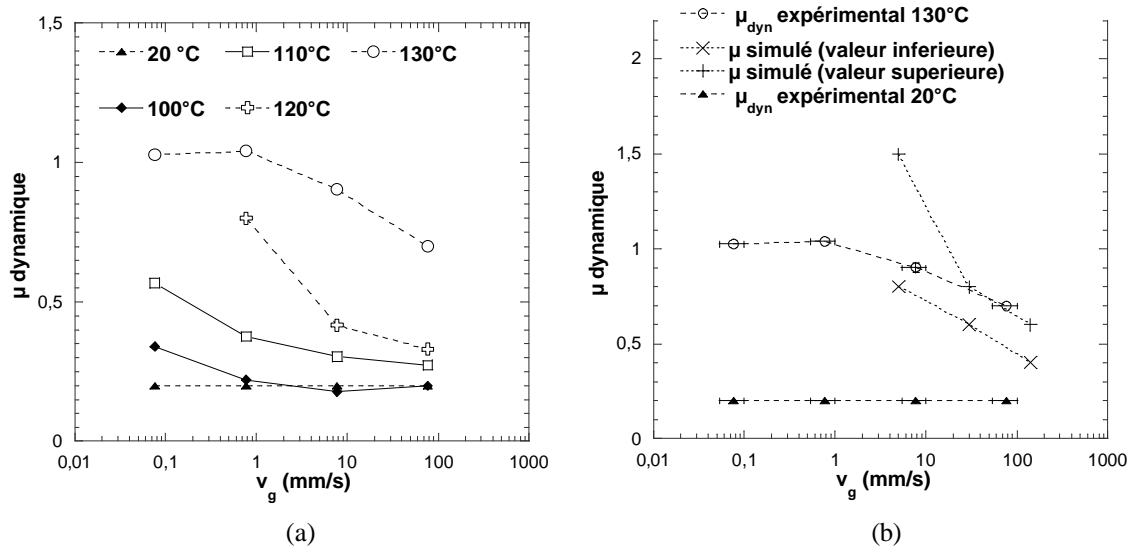 20 °C 110°C 130°C
100°C 120°C
1,5
1
0,5
0
0,01 0,1 1 10 100 1000
μ dynamique
v_g (mm/s)
(a)
μ_dyn expérimental 130°C
μ simulé (valeur inferieure)
μ simulé (valeur superieure)
μ_dyn expérimental 20°C
2
1,5
1
0,5
0
0,01 0,1 1 10 100 1000
μ dynamique
v_g (mm/s)
(b)